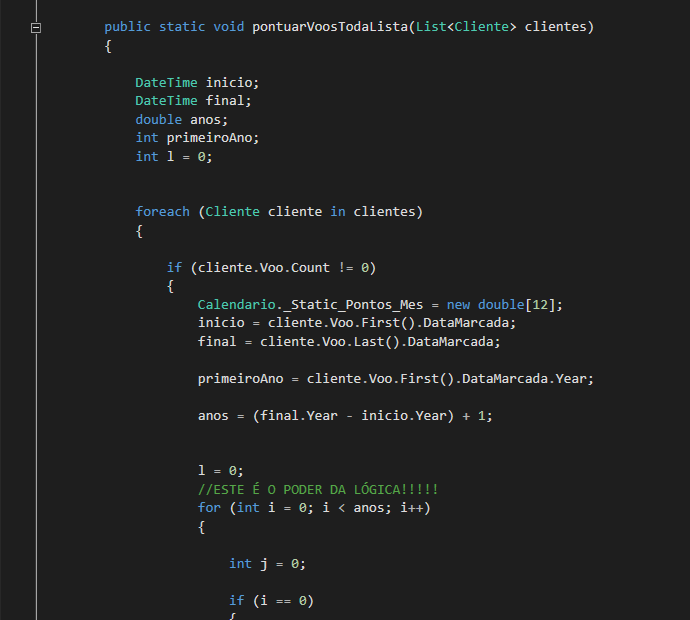 public static void pontuarVoosTodaLista(List<Cliente> clientes)
{
DateTime inicio;
DateTime final;
double anos;
int primeiroAno;
int l = 0;
foreach (Cliente cliente in clientes)
{
if (cliente.Voo.Count != 0)
{
Calendario._Static_Pontos_Mes = new double[12];
inicio = cliente.Voo.First().DataMarcada;
final = cliente.Voo.Last().DataMarcada;
primeiroAno = cliente.Voo.First().DataMarcada.Year;
anos = (final.Year - inicio.Year) + 1;
l = 0;
//ESTE É O PODER DA LÓGICA!!!!!
for (int i = 0; i < anos; i++)
{
int j = 0;
if (i == 0)
{